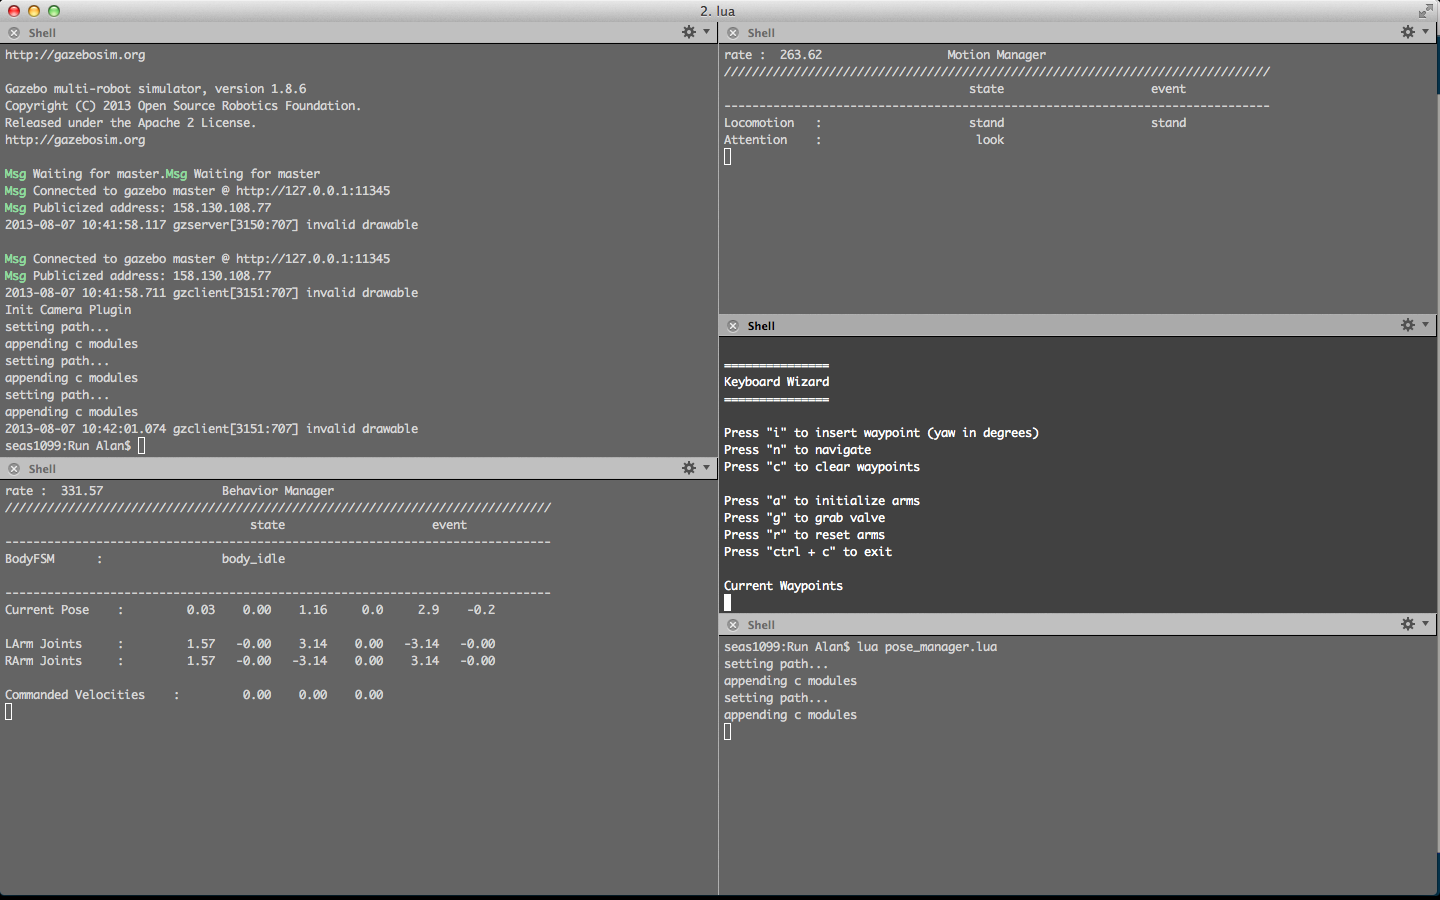 2. lua
Shell
http://gazebosim.org
Gazebo multi-robot simulator, version 1.8.6
Copyright (C) 2013 Open Source Robotics Foundation.
Released under the Apache 2 License.
http://gazebosim.org
Msg Waiting for master.Msg Waiting for master
Msg Connected to gazebo master @ http://127.0.0.1:11345
Msg Publicized address: 158.130.108.77
2013-08-07 10:41:58.117 gzserver[3150:707] invalid drawable
Msg Connected to gazebo master @ http://127.0.0.1:11345
Msg Publicized address: 158.130.108.77
2013-08-07 10:41:58.711 gzclient[3151:707] invalid drawable
Init Camera Plugin
setting path...
appending c modules
setting path...
appending c modules
setting path...
appending c modules
2013-08-07 10:42:01.074 gzclient[3151:707] invalid drawable
seas1099:Run Alan$
Shell
rate :  331.57                 Behavior Manager
//////////////////////////////////////////////////////////////////////////////
state                     event
------------------------------------------------------------------------------
BodyFSM      :                 body_idle
------------------------------------------------------------------------------
Current Pose    :         0.03    0.00    1.16     0.0     2.9    -0.2
LArm Joints     :         1.57   -0.00    3.14    0.00   -3.14   -0.00
RArm Joints     :         1.57   -0.00   -3.14    0.00    3.14   -0.00
Commanded Velocities    :         0.00    0.00    0.00
Shell
rate :  263.62                  Motion Manager
//////////////////////////////////////////////////////////////////////////////
state                     event
------------------------------------------------------------------------------
Locomotion   :                     stand                     stand
Attention    :                      look
Shell
===============
Keyboard Wizard
===============
Press "i" to insert waypoint (yaw in degrees)
Press "n" to navigate
Press "c" to clear waypoints
Press "a" to initialize arms
Press "g" to grab valve
Press "r" to reset arms
Press "ctrl + c" to exit
Current Waypoints
Shell
seas1099:Run Alan$ lua pose_manager.lua
setting path...
appending c modules
setting path...
appending c modules